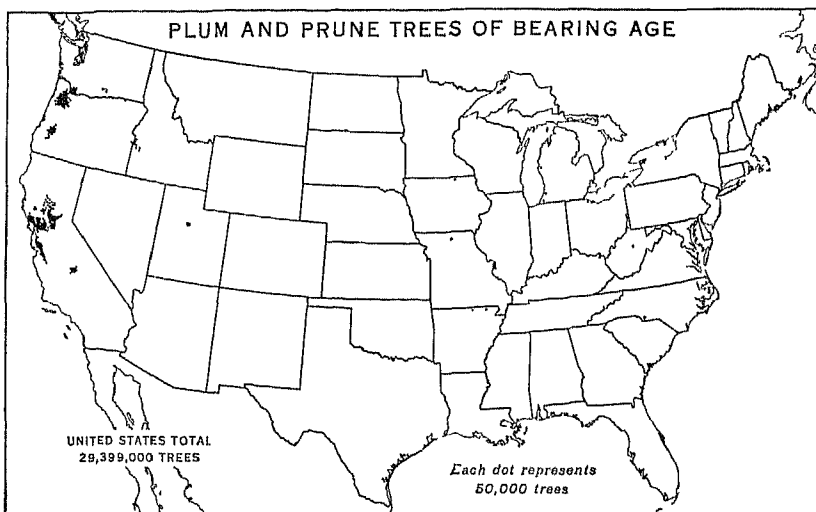 PLUM AND PRUNE TREES OF BEARING AGE
UNITED STATES TOTAL
29,399,000 TREES
Each dot represents
50,000 trees